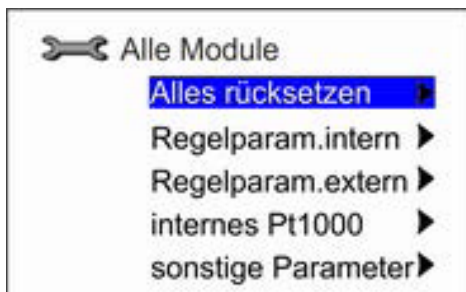 Alle Module
Alles rücksetzen
Regelparam.intern
Regelparam.extern
internes Pt1000
sonstige Parameter